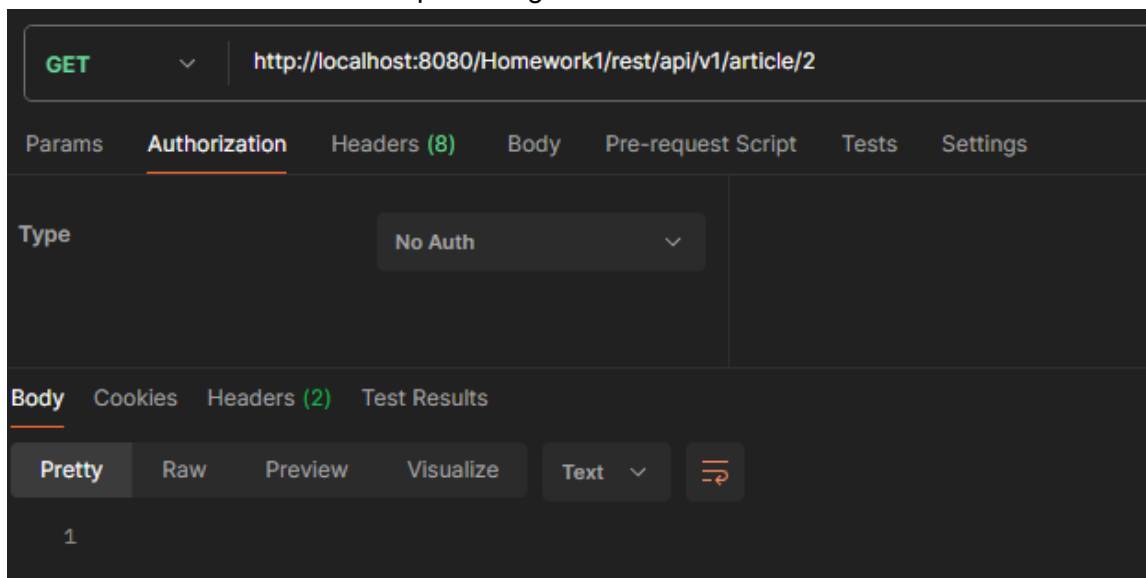 GET http://localhost:8080/Homework1/rest/api/v1/article/2
Params Authorization Headers (8) Body Pre-request Script Tests Settings
Type No Auth
Body Cookies Headers (2) Test Results
Pretty Raw Preview Visualize Text
1